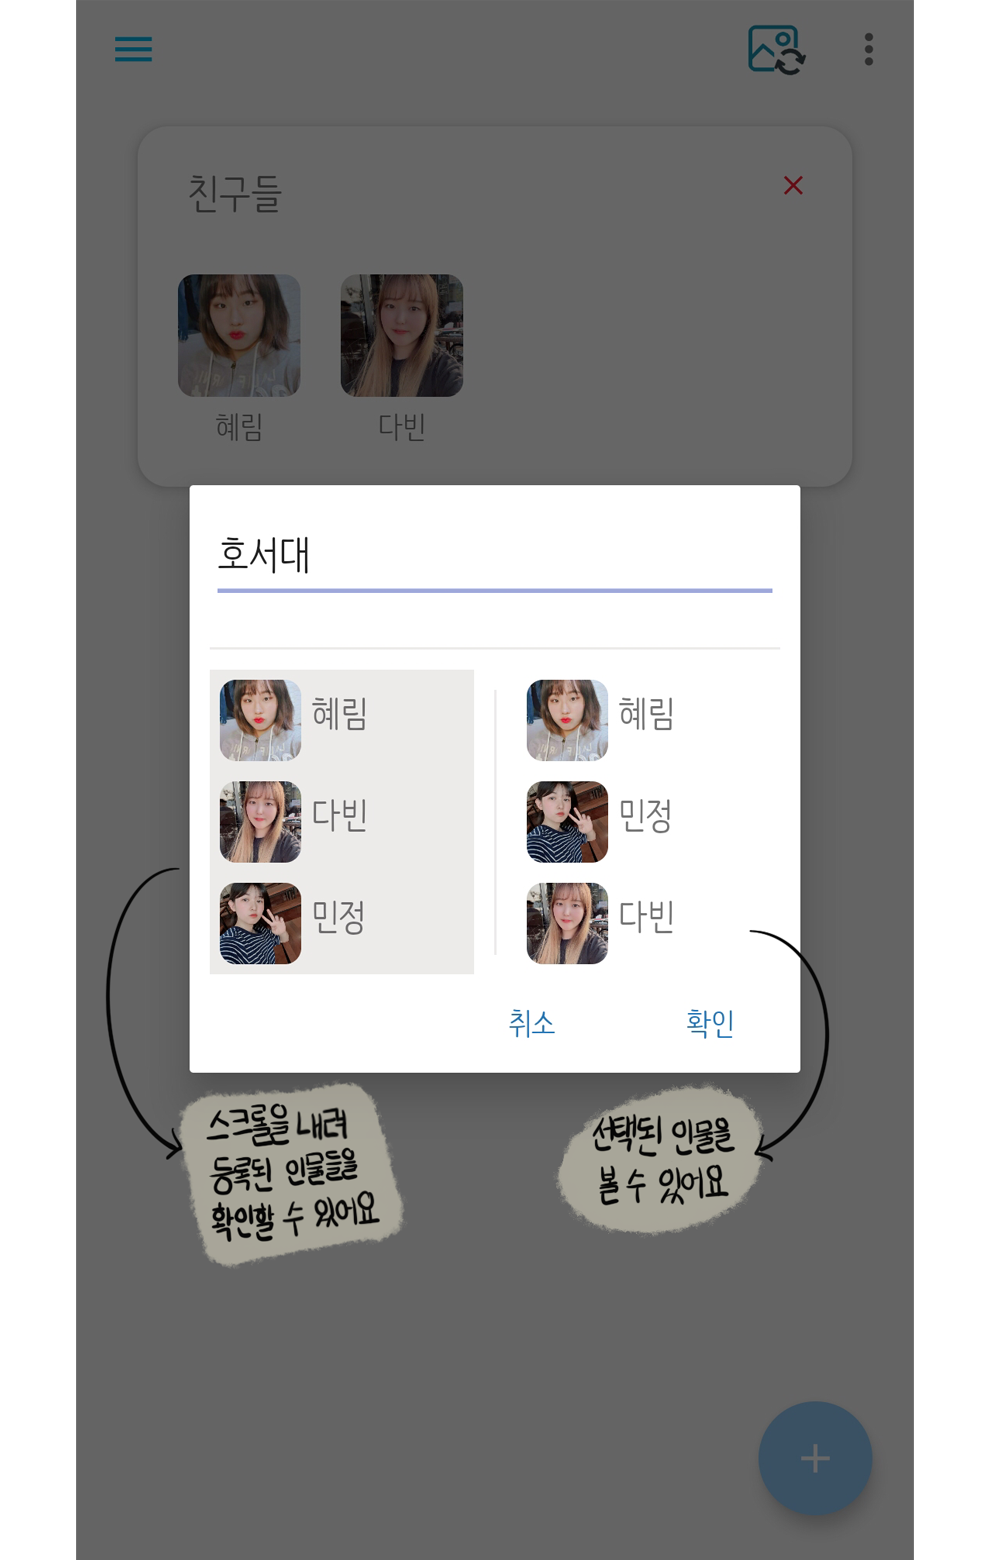 친구들
혜림
다빈
호서대
혜림
다빈
민정
혜림
민정
다빈
취소
확인
스크롤을 내려
등록된 인물들을
확인할 수 있어요
선택된 인물을
볼 수 있어요